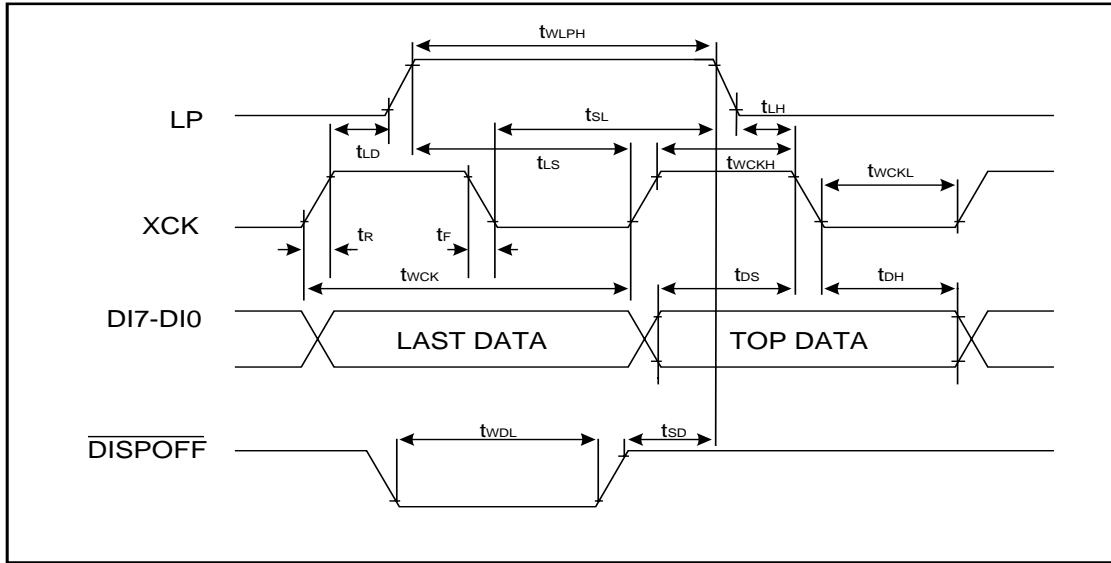 tWLPH
LP
tLH
tSL
tLD
tLS
tWCKH
tWCKL
XCK
tR
tF
tWCK
tDS
tDH
DI7-DI0
LAST DATA
TOP DATA
tWDL
tSD
DISPOFF